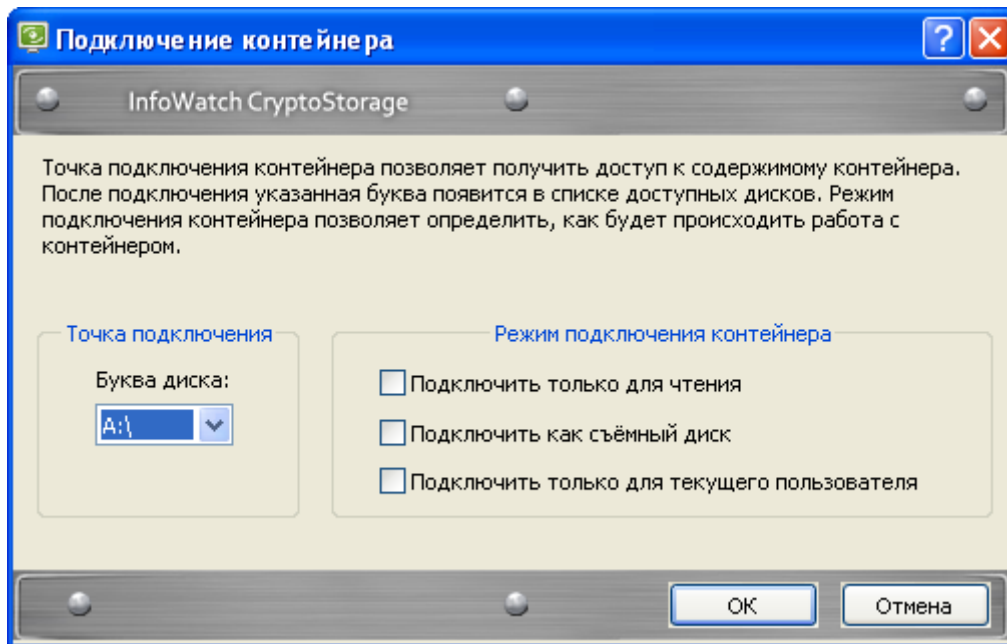 Подключение контейнера
InfoWatch CryptoStorage
Точка подключения контейнера позволяет получить доступ к содержимому контейнера.
После подключения указанная буква появится в списке доступных дисков. Режим
подключения контейнера позволяет определить, как будет происходить работа с
контейнером.
Точка подключения
Буква диска:
A:\
Режим подключения контейнера
Подключить только для чтения
Подключить как съёмный диск
Подключить только для текущего пользователя
ОК
Отмена